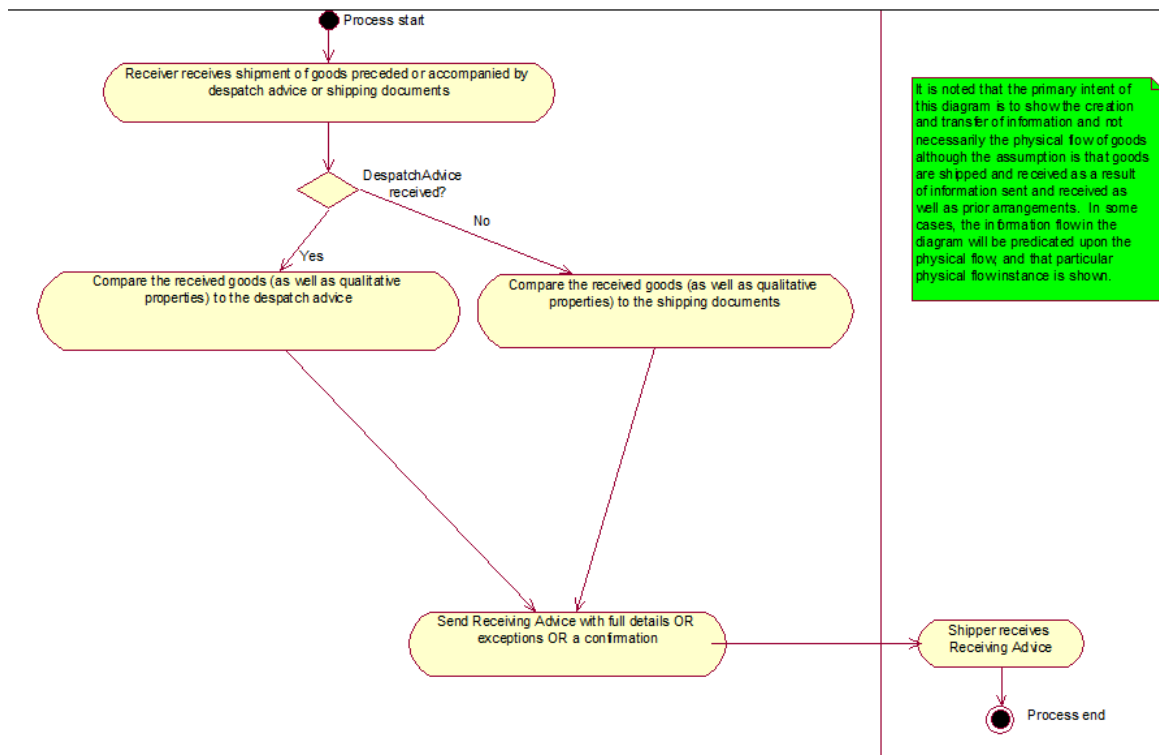 Process start
Receiver receives shipment of goods preceded or accompanied by
despatch advice or shipping documents
DespatchAdvice
received?
No
Yes
Compare the received goods (as well as qualitative
properties) to the despatch advice
Compare the received goods (as well as qualitative
properties) to the shipping documents
Send Receiving Advice with full details OR
exceptions OR a confirmation
It is noted that the primary intent of
this diagram is to show the creation
and transfer of information and not
necessarily the physical flow of goods
although the assumption is that goods
are shipped and received as a result
of information sent and received as
well as prior arrangements. In some
cases, the information flow in the
diagram will be predicated upon the
physical flow, and that particular
physical flow instance is shown.
Shipper receives
Receiving Advice
Process end